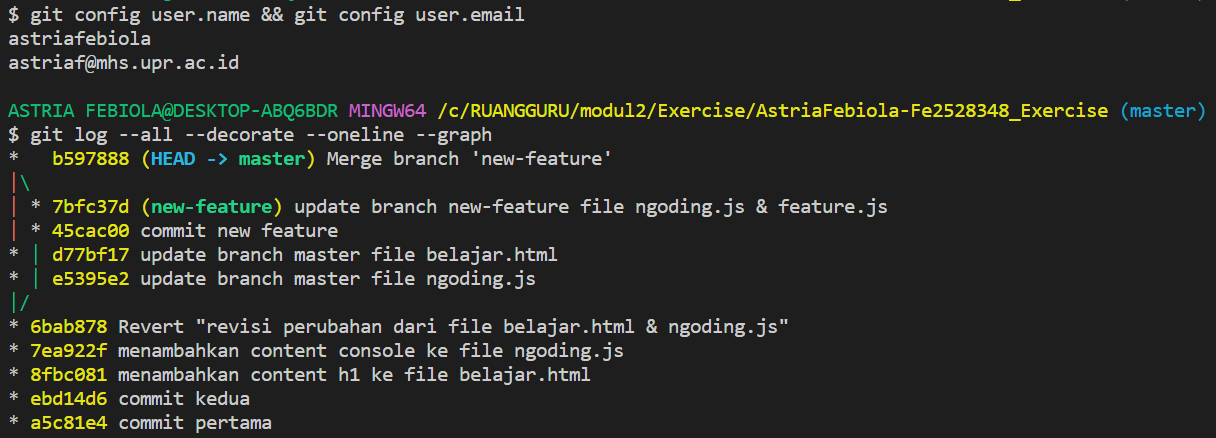 $ git config user.name && git config user.email
astriafebiola
astriaf@mhs.upr.ac.id
ASTRIA FEBIOLA@DESKTOP-ABQ6BDR MINGW64 /c/RUANGGURU/modul2/Exercise/AstriaFebiola-Fe2528348_Exercise (master)
$ git log --all --decorate --oneline --graph
*   b597888 (HEAD -> master) Merge branch 'new-feature'
|\
| * 7bfc37d (new-feature) update branch new-feature file ngoding.js & feature.js
| * 45cac00 commit new feature
* | d77bf17 update branch master file belajar.html
* | e5395e2 update branch master file ngoding.js
|/
* 6bab878 Revert "revisi perubahan dari file belajar.html & ngoding.js"
* 7ea922f menambahkan content console ke file ngoding.js
* 8fbc081 menambahkan content h1 ke file belajar.html
* ebd14d6 commit kedua
* a5c81e4 commit pertama